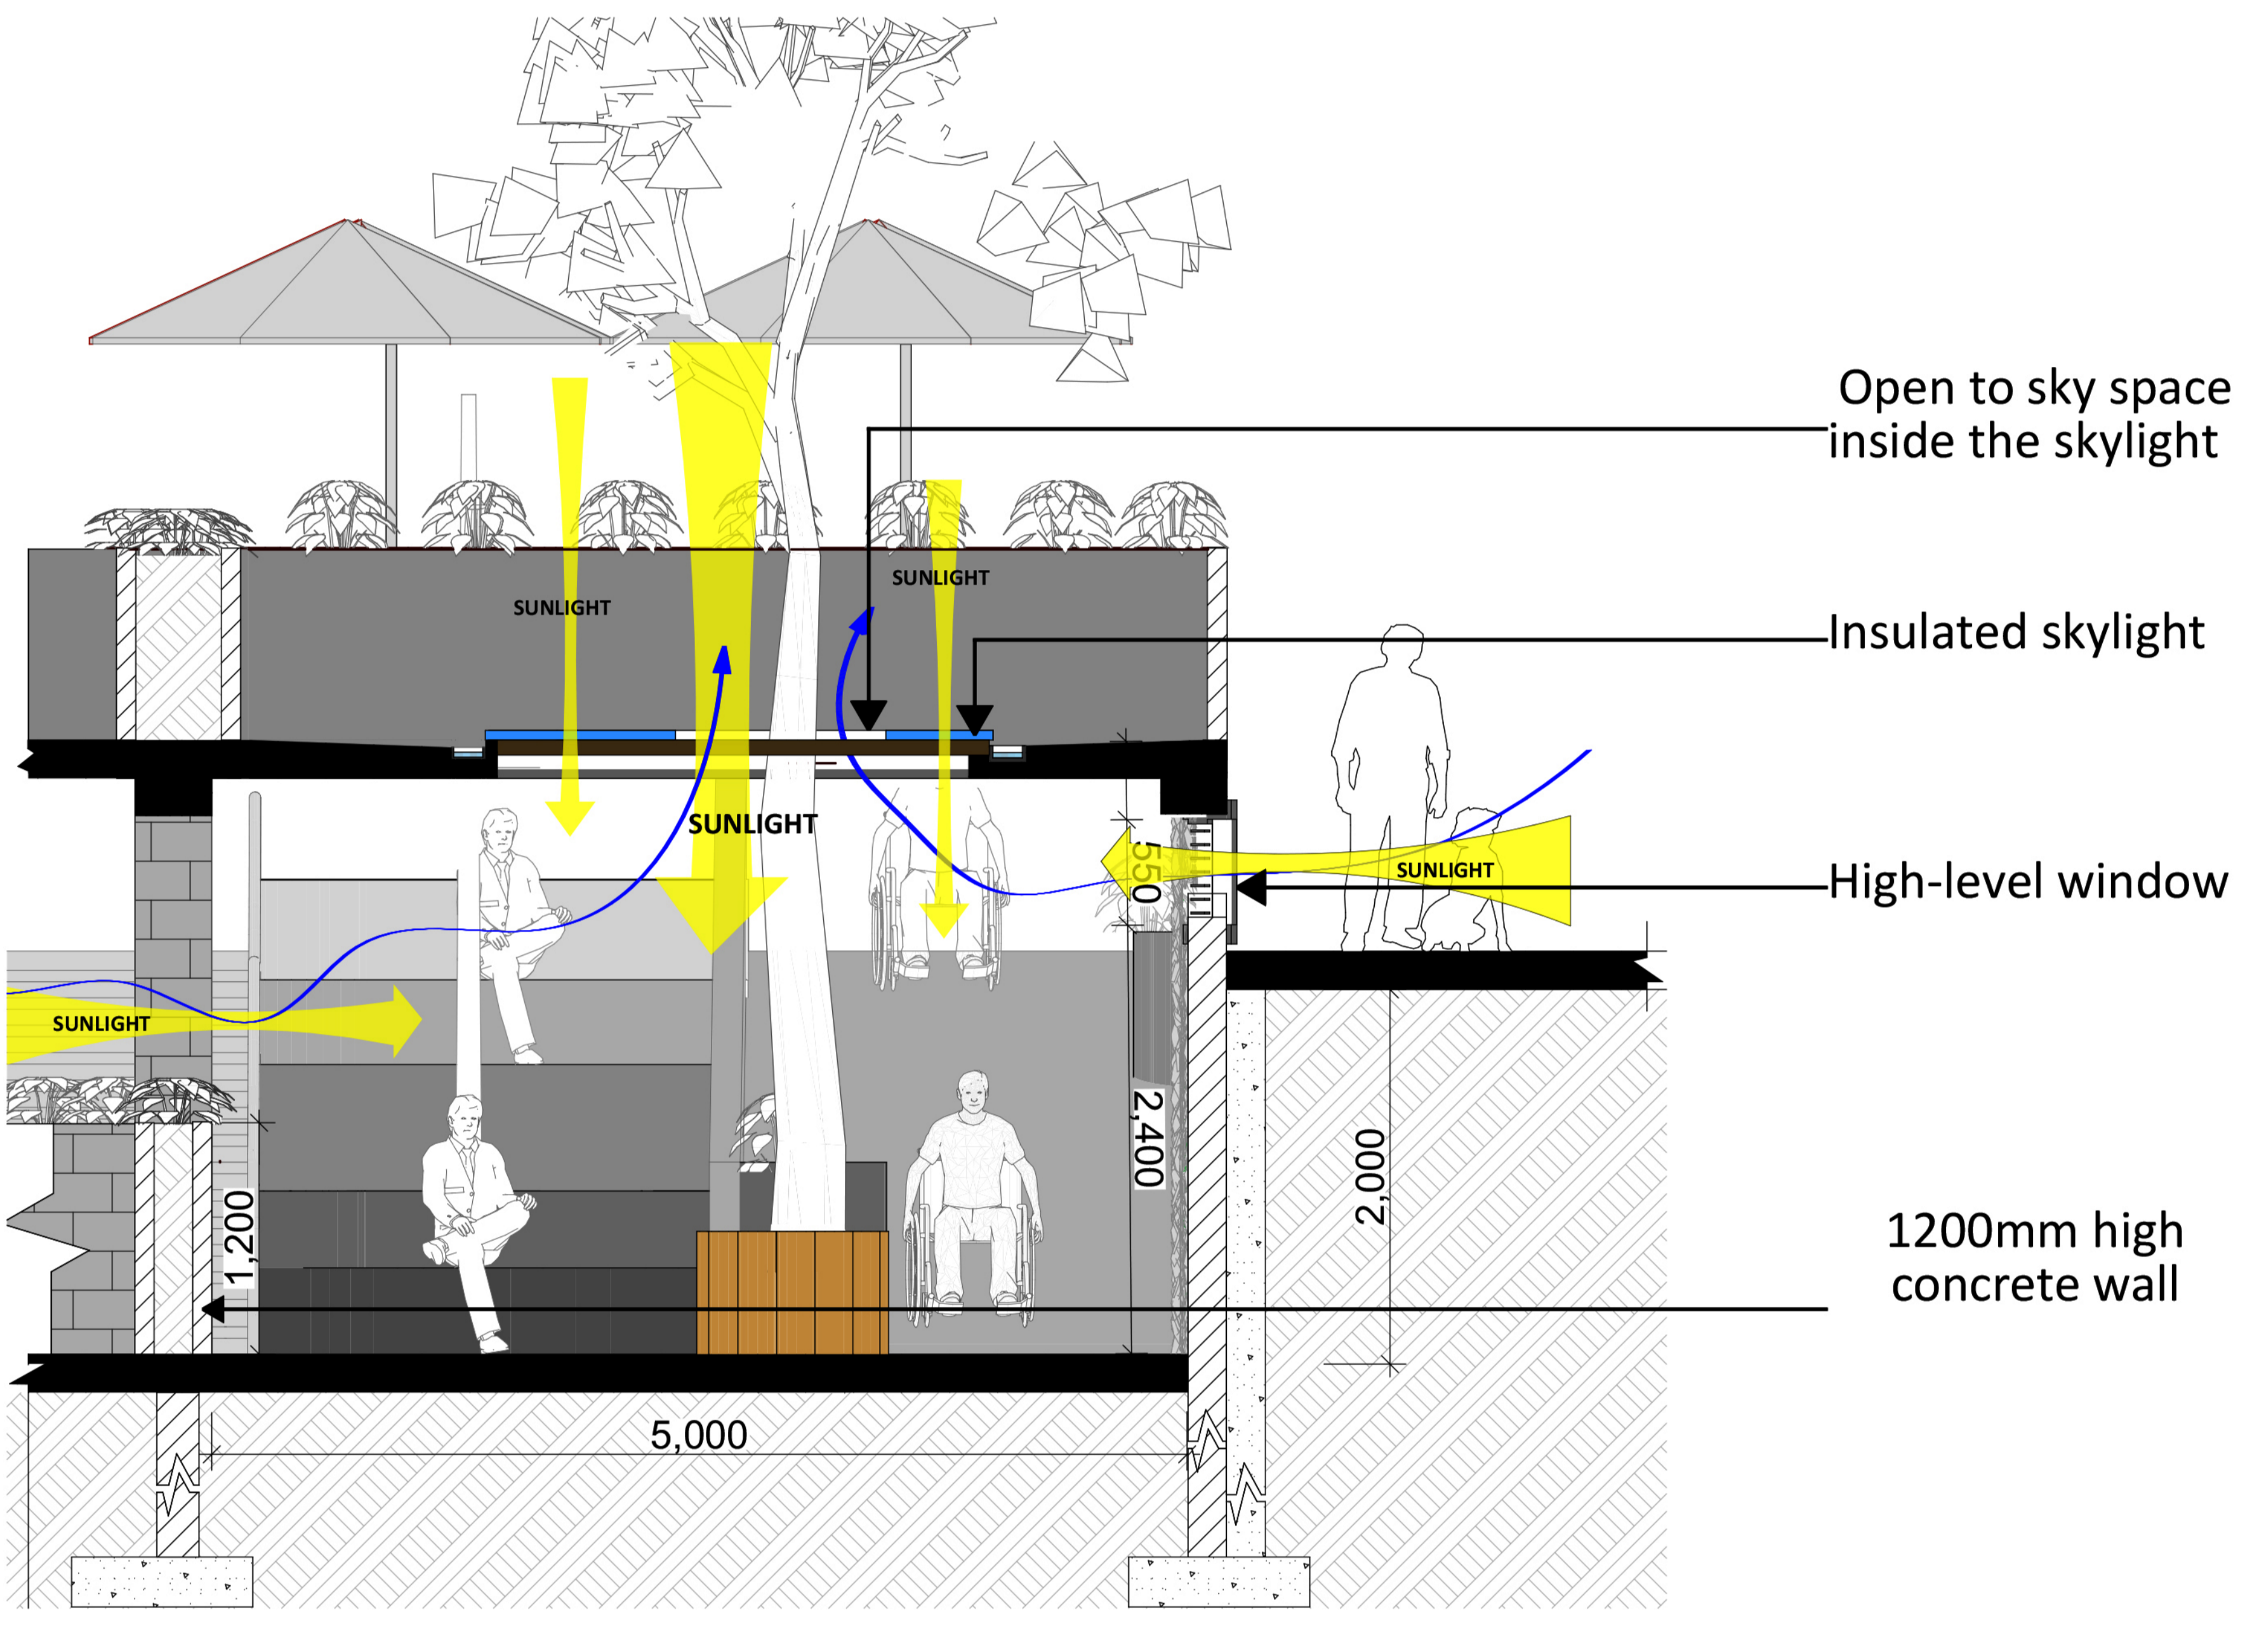 Open to sky space
inside the skylight
SUNLIGHT
SUNLIGHT
Insulated skylight
SUNLIGHT
550
SUNLIGHT
High-level window
SUNLIGHT
2,400
2,000
1,200
1200mm high
concrete wall
5,000